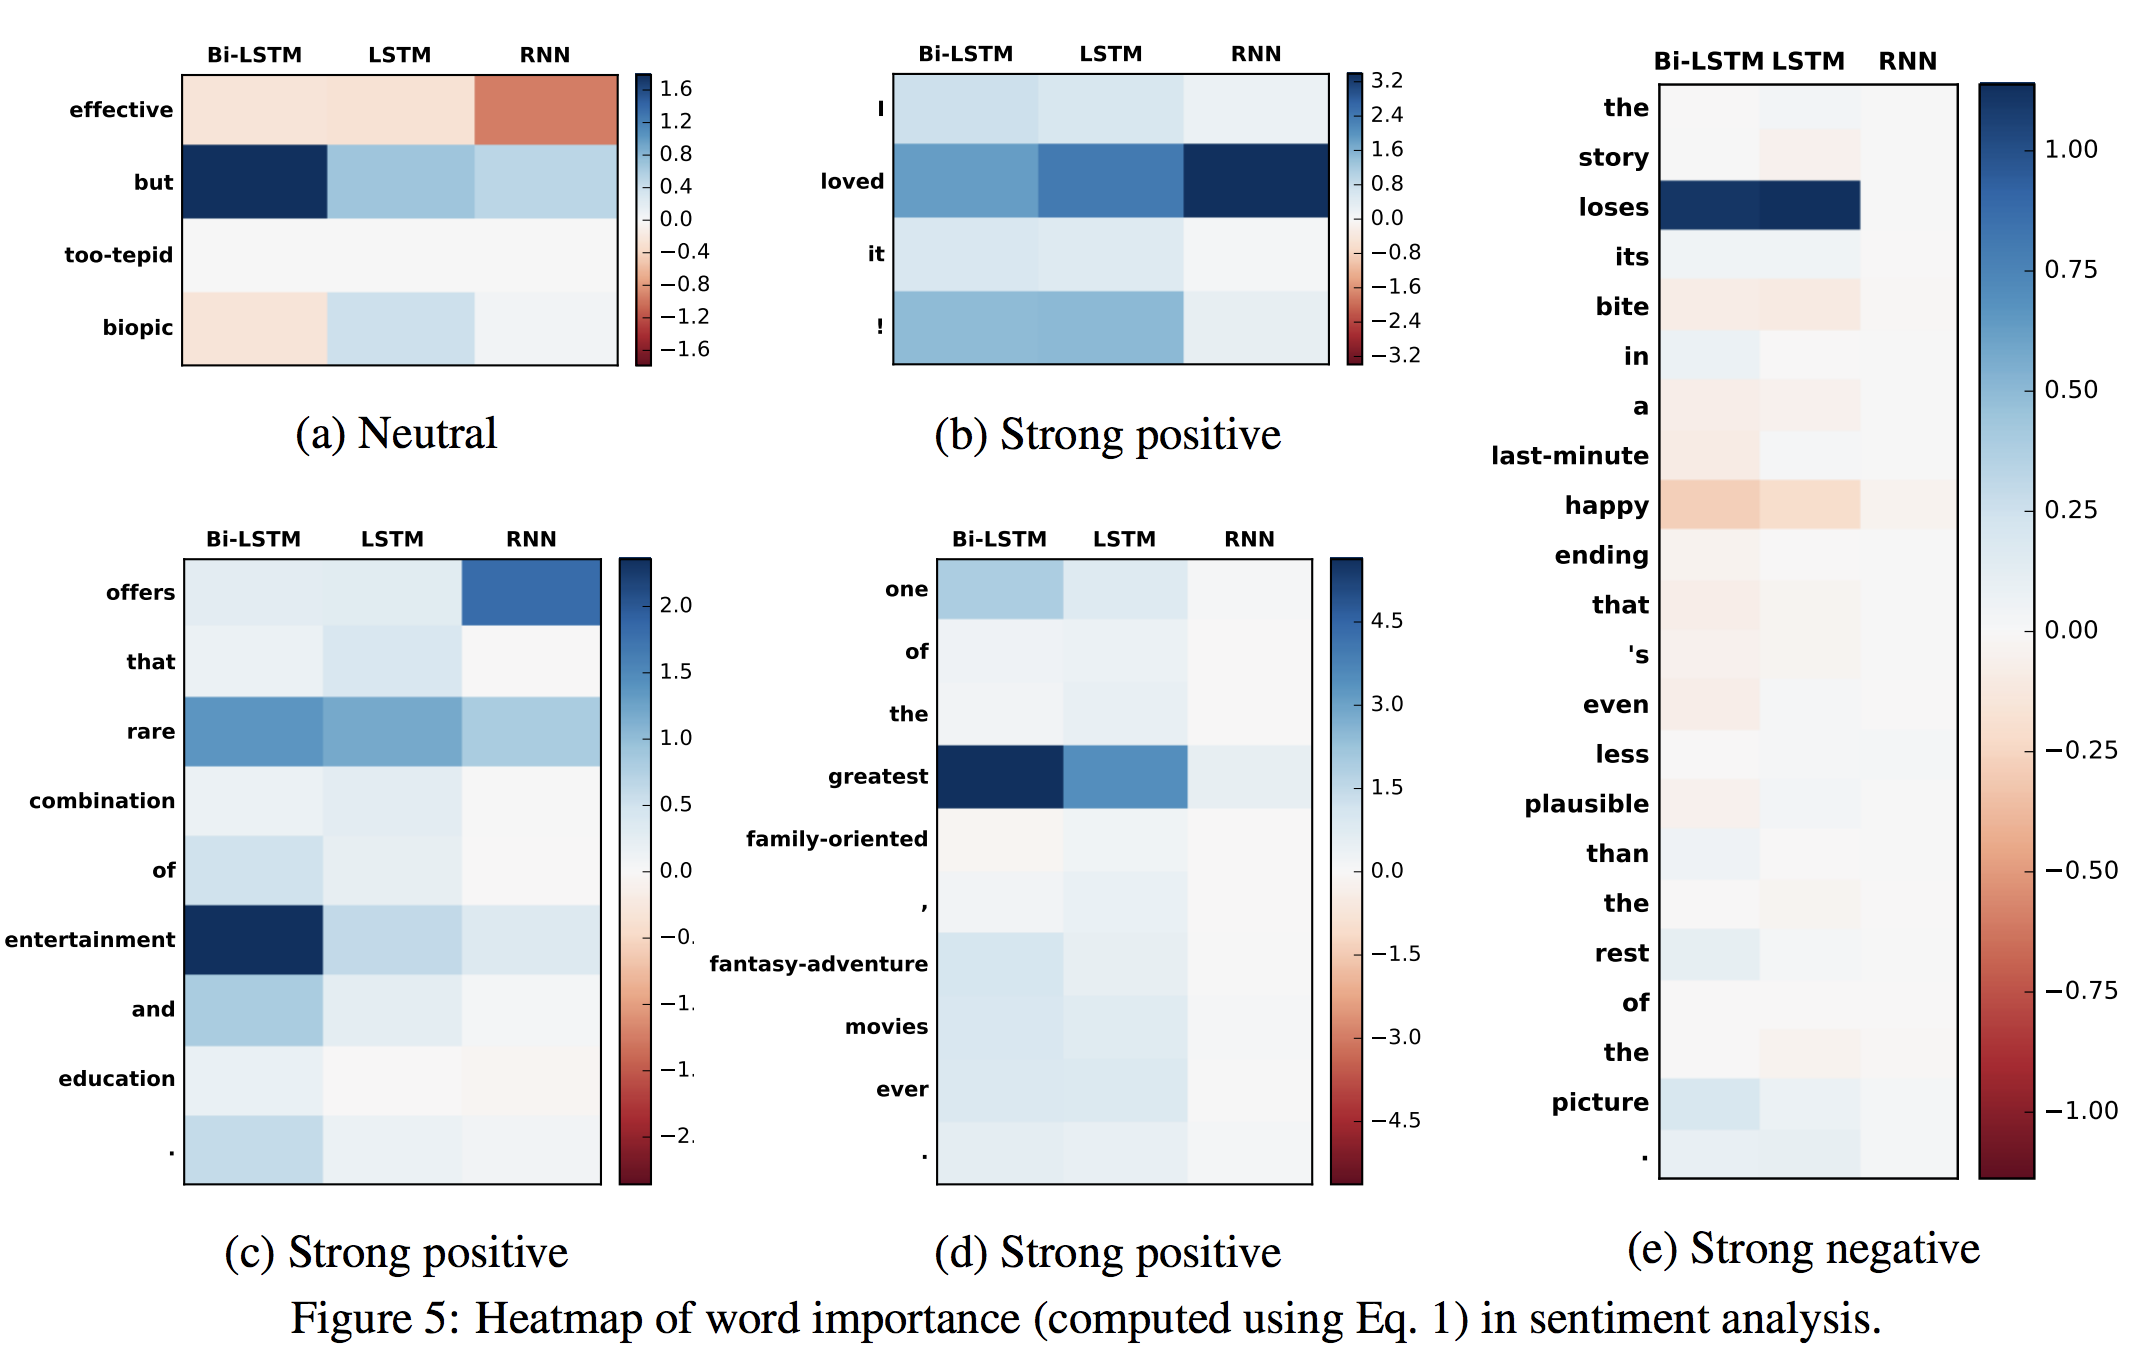 Bi-LSTM LSTM RNN
effective
but
too-tepid
biopic
1.6
1.2
0.8
0.4
0.0
−0.4
−0.8
−1.2
−1.6
(a) Neutral
Bi-LSTM LSTM RNN
I
loved
it
!
3.2
2.4
1.6
0.8
0.0
−0.8
−1.6
−2.4
−3.2
(b) Strong positive
Bi-LSTM LSTM RNN
offers
that
rare
combination
of
entertainment
and
education
.
2.0
1.5
1.0
0.5
0.0
−0.
−1.
−1.
−2.
(c) Strong positive
Bi-LSTM LSTM RNN
one
of
the
greatest
family-oriented
,
fantasy-adventure
movies
ever
.
4.5
3.0
1.5
0.0
−1.5
−3.0
−4.5
(d) Strong positive
Bi-LSTM LSTM RNN
the
story
loses
its
bite
in
a
last-minute
happy
ending
that
's
even
less
plausible
than
the
rest
of
the
picture
.
1.00
0.75
0.50
0.25
0.00
−0.25
−0.50
−0.75
−1.00
(e) Strong negative
Figure 5: Heatmap of word importance (computed using Eq. 1) in sentiment analysis.